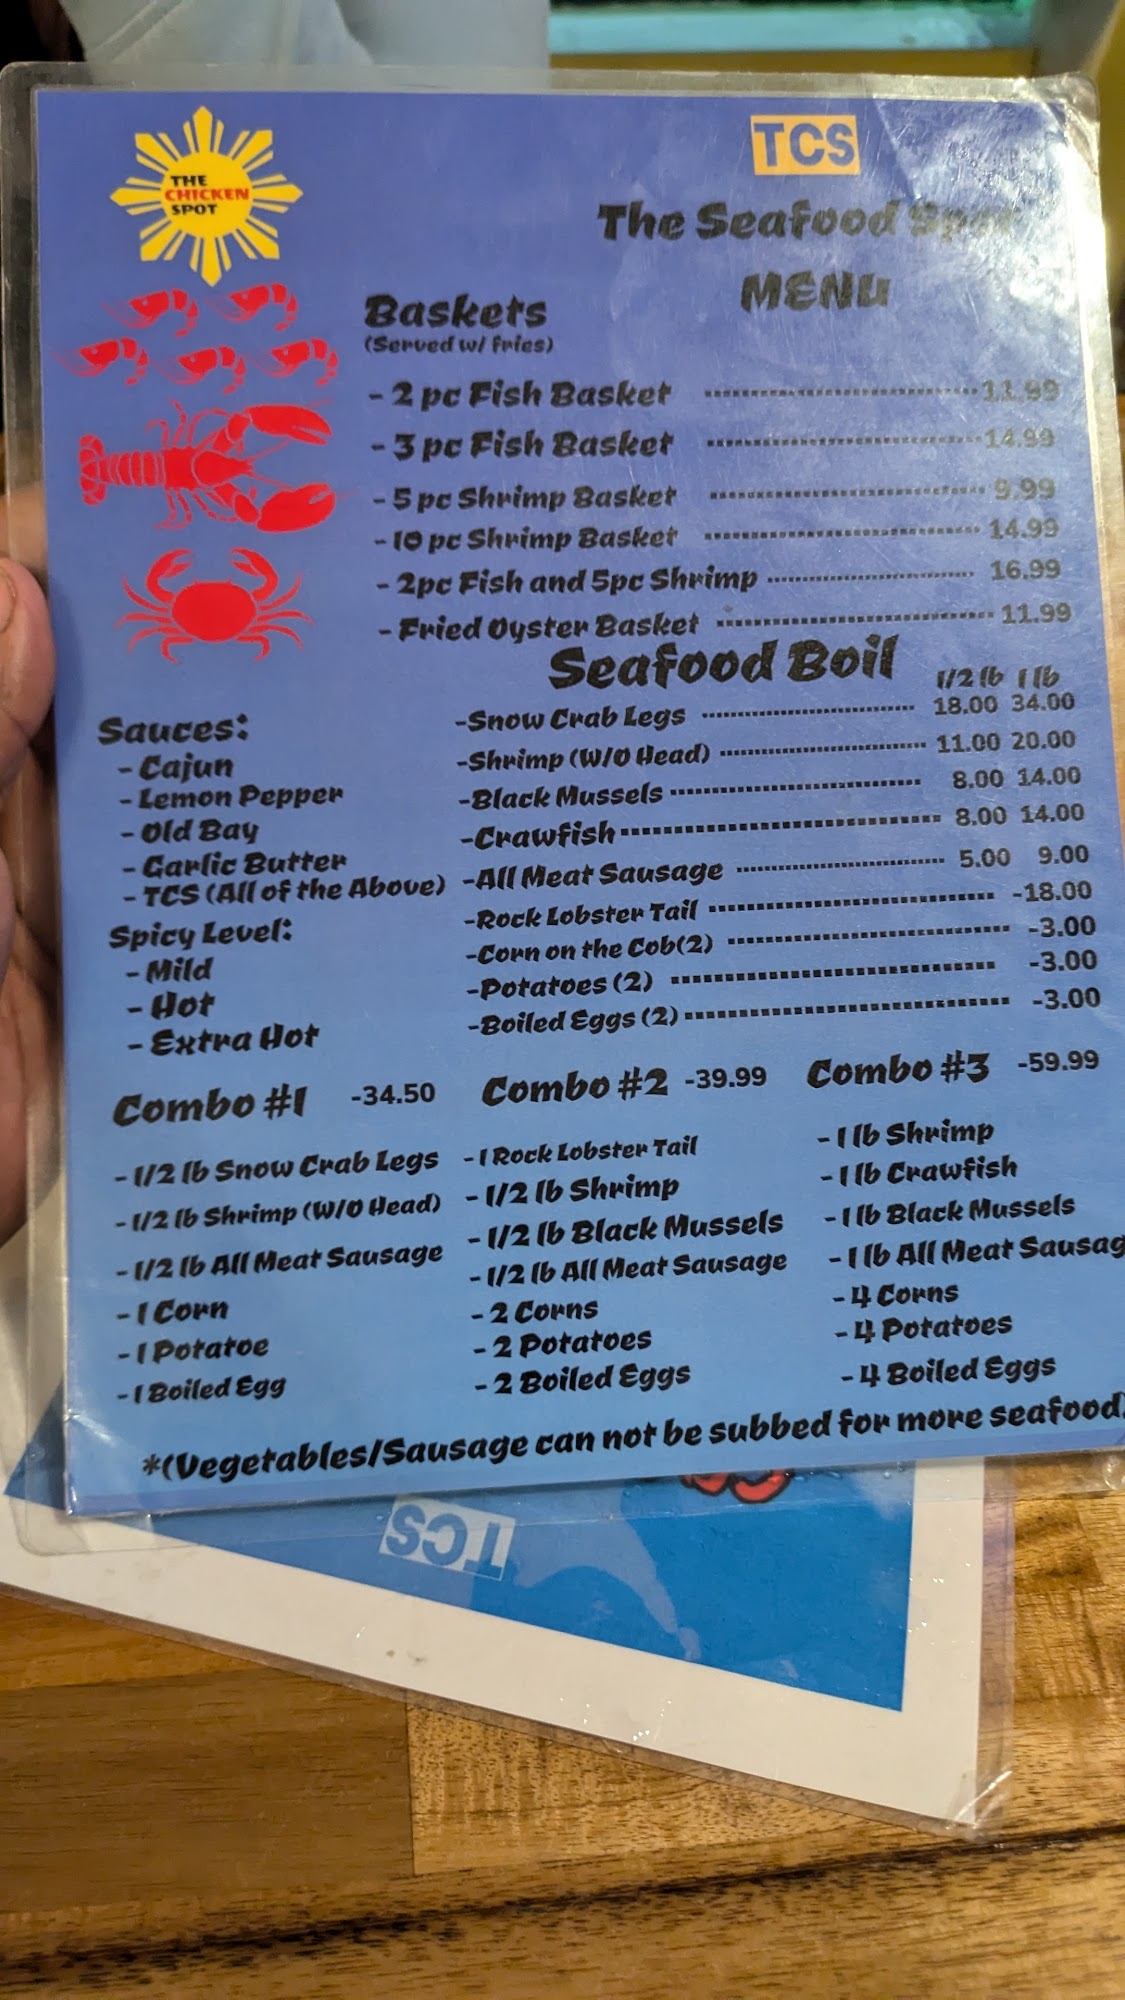 THE
CHICKEN
SPOT
TCS
The Seafood Spot
MENU
Baskets
(Served w/ fries)
- 2 pc Fish Basket ........ 11.99
- 3 pc Fish Basket ........ 14.99
- 5 pc Shrimp Basket ........ 9.99
- 10 pc Shrimp Basket ........ 14.99
- 2pc Fish and 5pc Shrimp ........ 16.99
- Fried Oyster Basket ........ 11.99
Seafood Boil
1/2 lb 1 lb
-Snow Crab Legs ........ 18.00 34.00
-Shrimp (W/O Head) ........ 11.00 20.00
-Black Mussels ........ 8.00 14.00
-Crawfish ........ 8.00 14.00
-All Meat Sausage ........ 5.00 9.00
-Rock Lobster Tail ........ -18.00
-Corn on the Cob(2) ........ -3.00
-Potatoes (2) ........ -3.00
-Boiled Eggs (2) ........ -3.00
Sauces:
- Cajun
- Lemon Pepper
- Old Bay
- Garlic Butter
- TCS (All of the Above)
Spicy Level:
- Mild
- Hot
- Extra Hot
Combo #1 -34.50
- 1/2 lb Snow Crab Legs
- 1/2 lb Shrimp (W/O Head)
- 1/2 lb All Meat Sausage
- 1 Corn
- 1 Potatoe
- 1 Boiled Egg
Combo #2 -39.99
- 1 Rock Lobster Tail
- 1/2 lb Shrimp
- 1/2 lb Black Mussels
- 1/2 lb All Meat Sausage
- 2 Corns
- 2 Potatoes
- 2 Boiled Eggs
Combo #3 -59.99
- 1 lb Shrimp
- 1 lb Crawfish
- 1 lb Black Mussels
- 1 lb All Meat Sausag
- 4 Corns
- 4 Potatoes
- 4 Boiled Eggs
*(Vegetables/Sausage can not be subbed for more seafood)
TCS